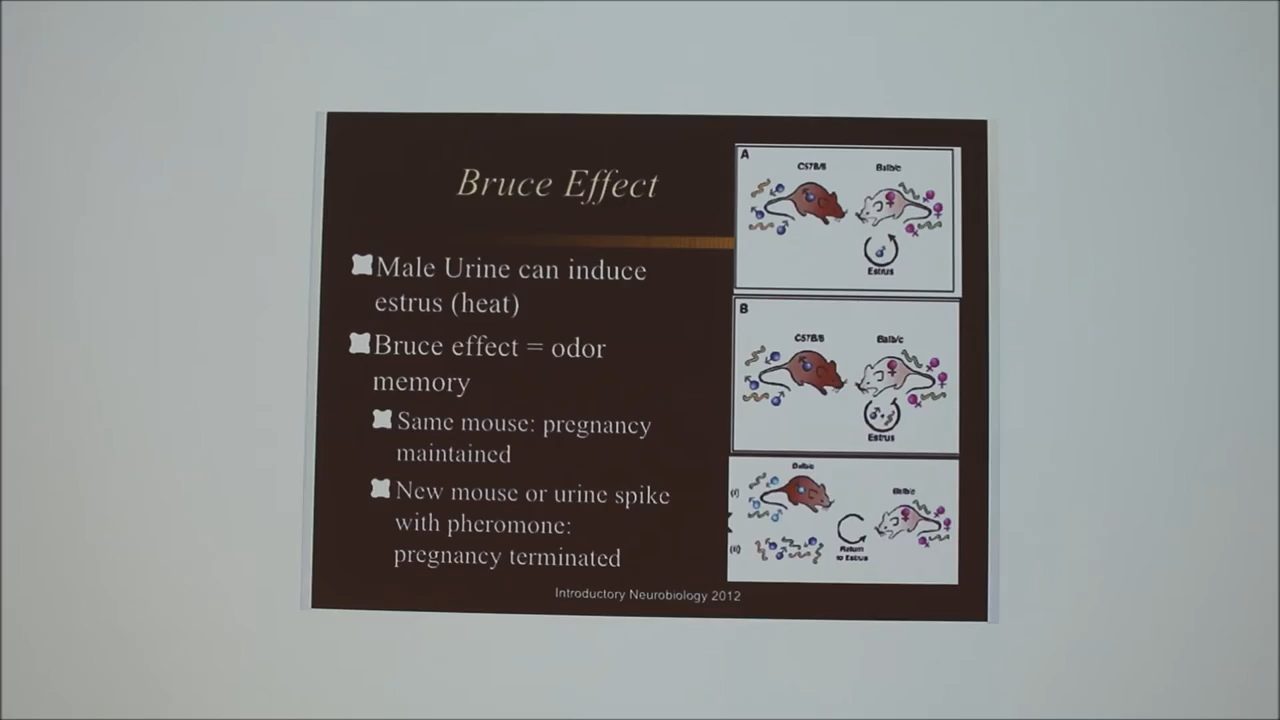 Bruce Effect
Male Urine can induce
estrus (heat)
Bruce effect = odor
memory
Same mouse: pregnancy
maintained
New mouse or urine spike
with pheromone:
pregnancy terminated
Introductory Neurobiology 2012
A
C57B/6 Balb/c
Estrus
B
C57B/6 Balb/c
Estrus
Balb/c
(i)
Balb/c
(ii)
Return
to Estrus